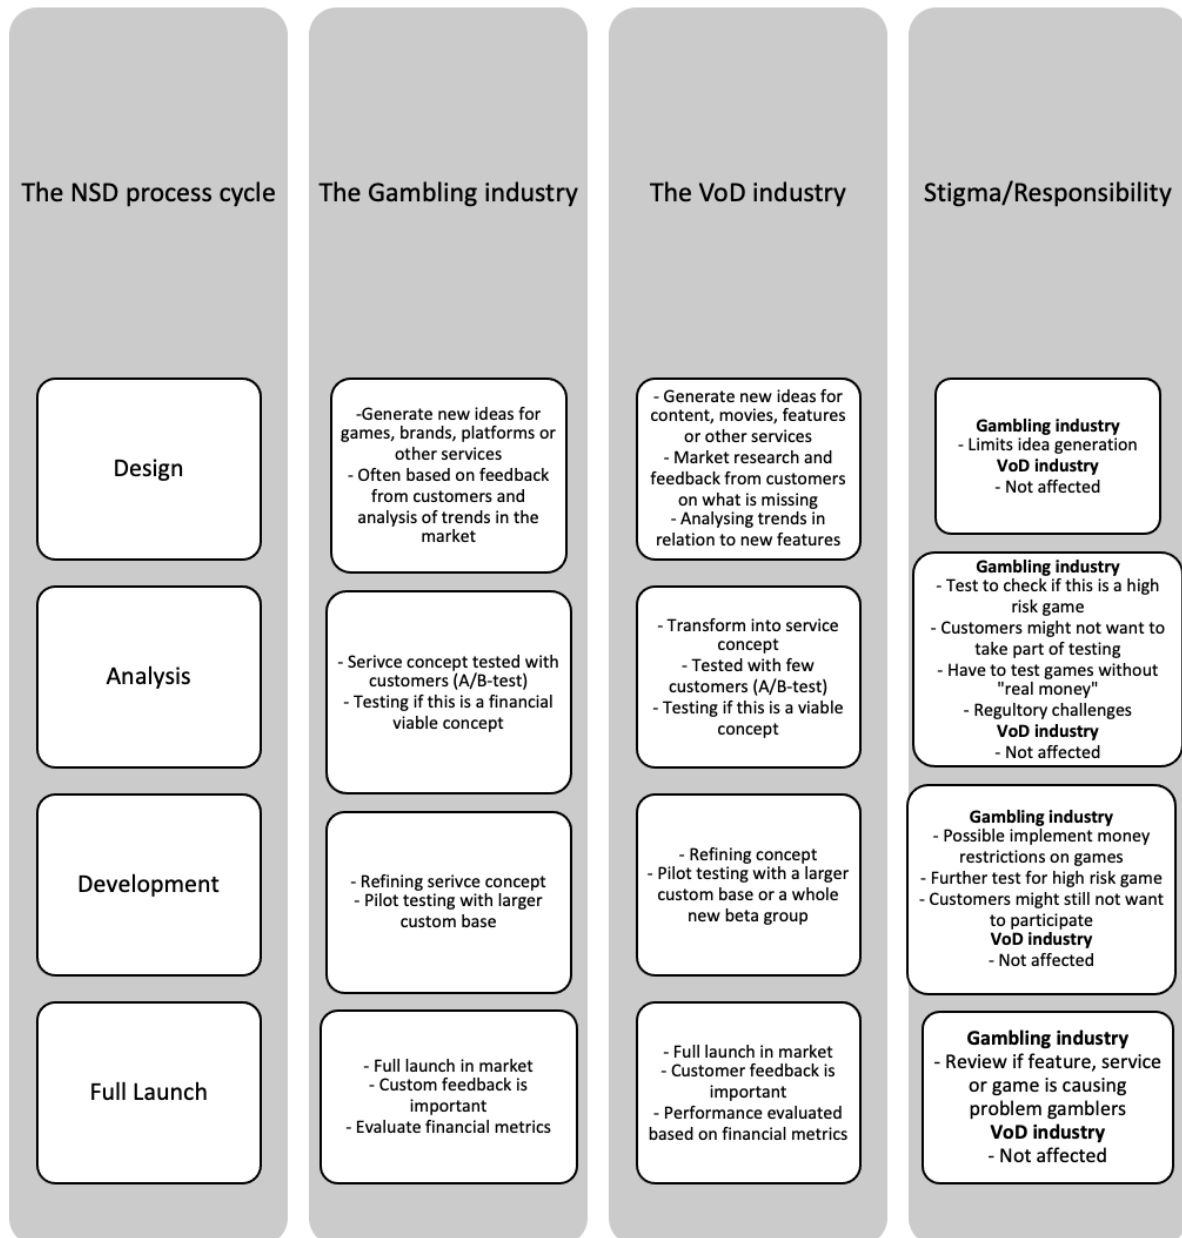 The NSD process cycle
The Gambling industry
The VoD industry
Stigma/Responsibility
Design
-Generate new ideas for
games, brands, platforms or
other services
- Often based on feedback
from customers and
analysis of trends in the
market
- Generate new ideas for
content, movies, features
or other services
- Market research and
feedback from customers
on what is missing
- Analysing trends in
relation to new features
Gambling industry
- Limits idea generation
VoD industry
- Not affected
Analysis
- Serivce concept tested with
customers (A/B-test)
- Testing if this is a financial
viable concept
- Transform into service
concept
- Tested with few
customers (A/B-test)
- Testing if this is a viable
concept
Gambling industry
- Test to check if this is a high
risk game
- Customers might not want to
take part of testing
- Have to test games without
"real money"
- Regultory challenges
VoD industry
- Not affected
Development
- Refining serivce concept
- Pilot testing with larger
custom base
- Refining concept
- Pilot testing with a larger
custom base or a whole
new beta group
Gambling industry
- Possible implement money
restrictions on games
- Further test for high risk game
- Customers might still not want
to participate
VoD industry
- Not affected
Full Launch
- Full launch in market
- Custom feedback is
important
- Evaluate financial metrics
- Full launch in market
- Customer feedback is
important
- Performance evaluated
based on financial metrics
Gambling industry
- Review if feature, service
or game is causing
problem gamblers
VoD industry
- Not affected